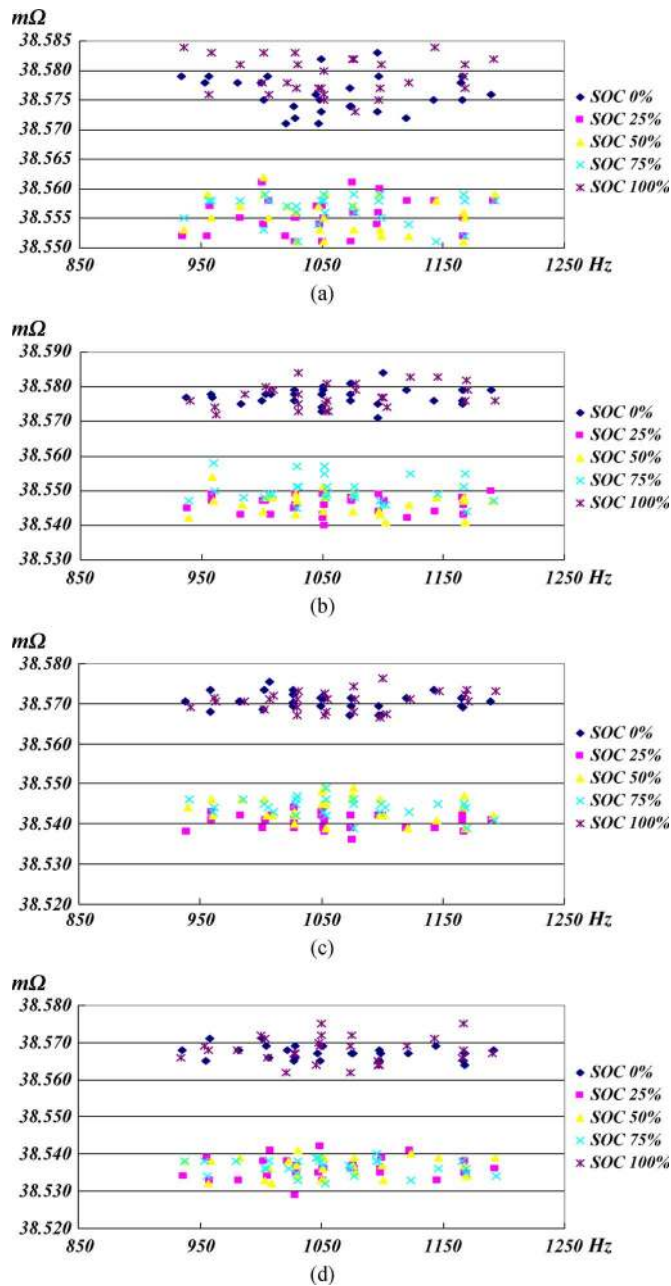 mΩ
38.585
38.580
38.575
38.570
38.565
38.560
38.555
38.550
850 950 1050 1150 1250 Hz
SOC 0%
SOC 25%
SOC 50%
SOC 75%
SOC 100%
(a)
mΩ
38.590
38.580
38.570
38.560
38.550
38.540
38.530
850 950 1050 1150 1250 Hz
SOC 0%
SOC 25%
SOC 50%
SOC 75%
SOC 100%
(b)
mΩ
38.580
38.570
38.560
38.550
38.540
38.530
38.520
850 950 1050 1150 1250 Hz
SOC 0%
SOC 25%
SOC 50%
SOC 75%
SOC 100%
(c)
mΩ
38.580
38.570
38.560
38.550
38.540
38.530
38.520
850 950 1050 1150 1250 Hz
SOC 0%
SOC 25%
SOC 50%
SOC 75%
SOC 100%
(d)